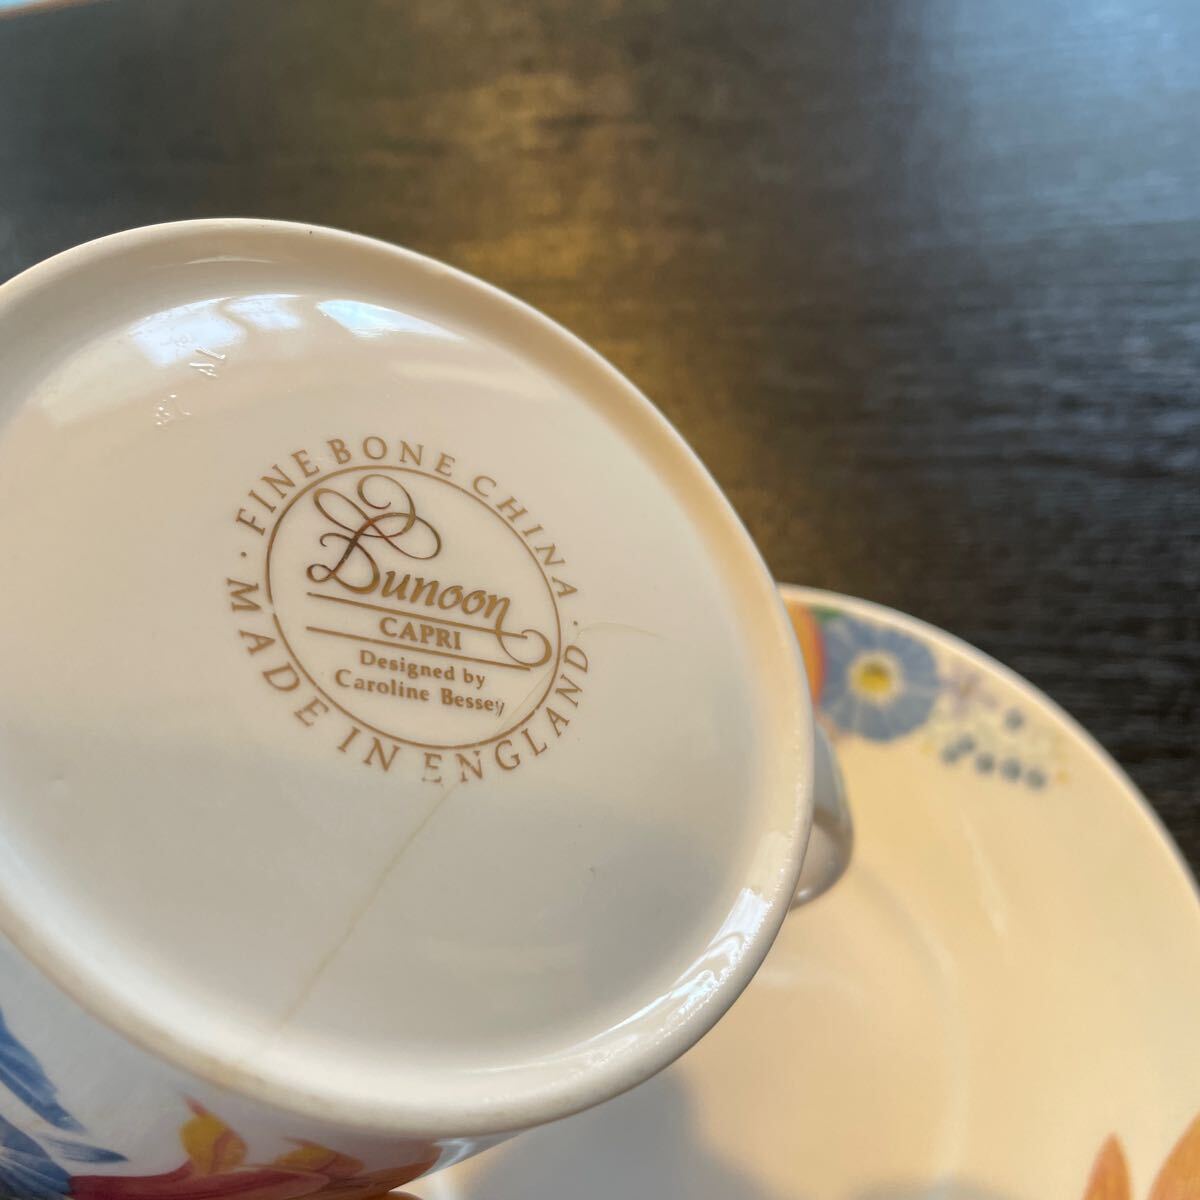 · FINE BONE CHINA ·
Dunoon
CAPRI
Designed by
Caroline Bessey
MADE IN ENGLAND